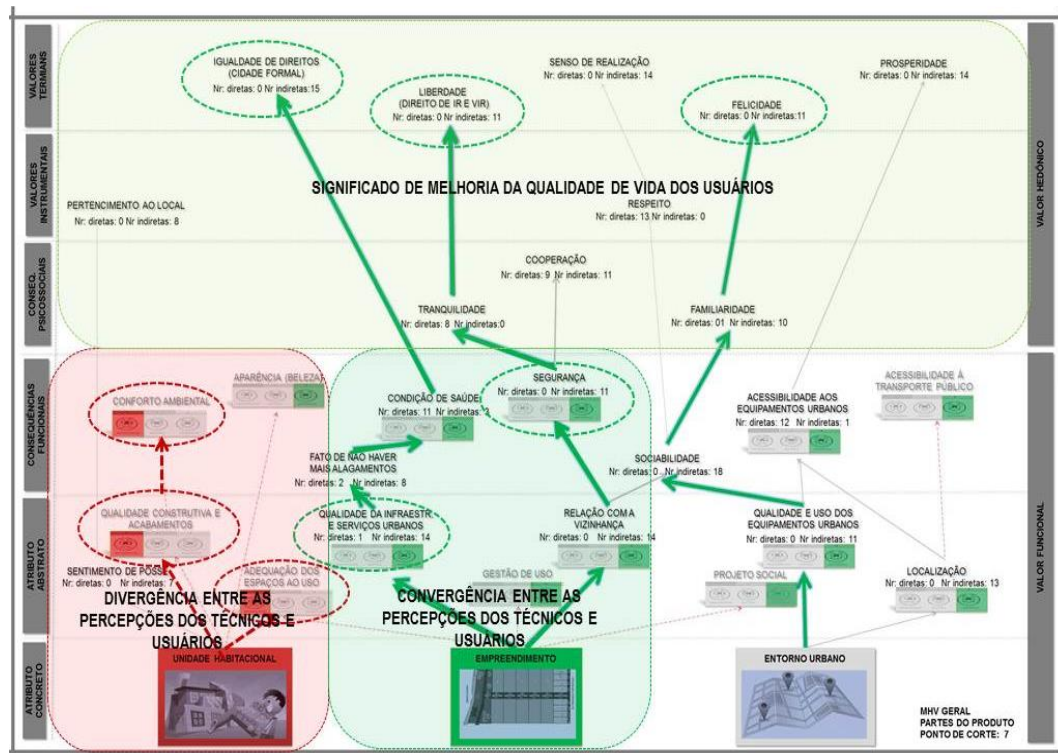 VALORES
TERMIANS
VALORES
INSTRUMENTAIS
CONSEQ.
PSICOSSOCIAIS
CONSEQUÊNCIAS
FUNCIONAIS
ATRIBUTO
ABSTRATO
ATRIBUTO
CONCRETO
IGUALDADE DE DIREITOS
(CIDADE FORMAL)
Nr: diretas: 0 Nr indiretas:15
LIBERDADE
(DIREITO DE IR E VIR)
Nr: diretas: 0 Nr indiretas: 11
SENSO DE REALIZAÇÃO
Nr: diretas: 0 Nr indiretas: 14
FELICIDADE
Nr: diretas: 0 Nr indiretas:11
PROSPERIDADE
Nr: diretas: 0 Nr indiretas: 14
SIGNIFICADO DE MELHORIA DA QUALIDADE DE VIDA DOS USUÁRIOS
PERTENCIMENTO AO LOCAL
Nr: diretas: 0 Nr indiretas: 8
RESPEITO
Nr: diretas: 13 Nr indiretas: 0
COOPERAÇÃO
Nr: diretas: 9 Nr indiretas: 11
TRANQUILIDADE
Nr: diretas: 8 Nr indiretas:0
FAMILIARIDADE
Nr: diretas: 01 Nr indiretas: 10
CONFORTO AMBIENTAL
APARÊNCIA (BELEZA)
CONDIÇÃO DE SAÚDE
Nr: diretas: 11 Nr indiretas: 3
SEGURANÇA
Nr: diretas: 0 Nr indiretas: 11
ACESSIBILIDADE AOS
EQUIPAMENTOS URBANOS
Nr: diretas: 12 Nr indiretas: 1
ACESSIBILIDADE À
TRANSPORTE PÚBLICO
FATO DE NÃO HAVER
MAIS ALAGAMENTOS
Nr: diretas: 2 Nr indiretas: 8
SOCIABILIDADE
Nr: diretas: 0 Nr indiretas: 18
QUALIDADE CONSTRUTIVA E
ACABAMENTOS
QUALIDADE DA INFRAESTR.
E SERVIÇOS URBANOS
Nr: diretas: 1 Nr indiretas: 14
RELAÇÃO COM A
VIZINHANÇA
Nr: diretas: 0 Nr indiretas: 14
QUALIDADE E USO DOS
EQUIPAMENTOS URBANOS
Nr: diretas: 0 Nr indiretas: 11
SENTIMENTO DE POSSE
Nr: diretas: 0 Nr indiretas: 7
ADEQUAÇÃO DOS
ESPAÇOS AO USO
GESTÃO DE USO
PROJETO SOCIAL
LOCALIZAÇÃO
Nr: diretas: 0 Nr indiretas: 13
DIVERGÊNCIA ENTRE AS
PERCEPÇÕES DOS TÉCNICOS E
USUÁRIOS
CONVERGÊNCIA ENTRE AS
PERCEPÇÕES DOS TÉCNICOS E
USUÁRIOS
UNIDADE HABITACIONAL
EMPREENDIMENTO
ENTORNO URBANO
MHV GERAL
PARTES DO PRODUTO
PONTO DE CORTE: 7
VALOR HEDÔNICO
VALOR FUNCIONAL